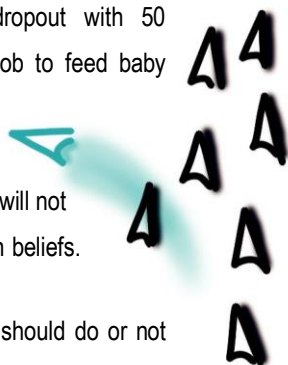 dropout with 50
ob to feed baby
will not
n beliefs.
should do or not